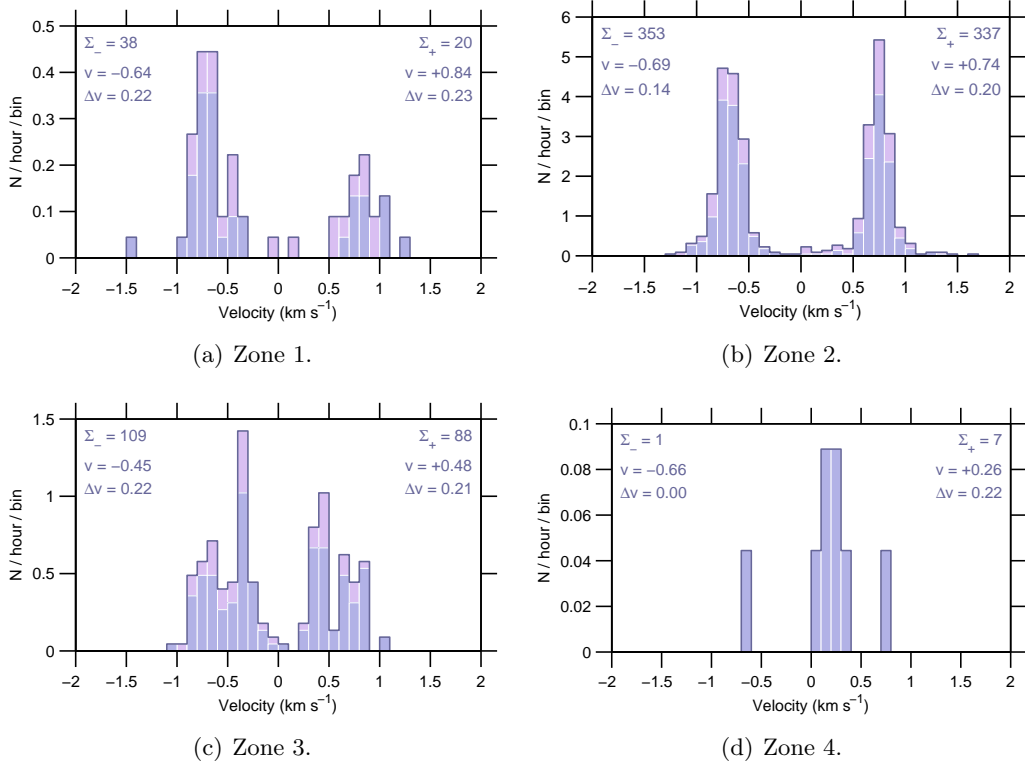 0.5
0.4
0.3
0.2
0.1
0
N / hour / bin
Σ− = 38
v = −0.64
Δv = 0.22
Σ+ = 20
v = +0.84
Δv = 0.23
−2 −1.5 −1 −0.5 0 0.5 1 1.5 2
Velocity (km s−1)
(a) Zone 1.
6
5
4
3
2
1
0
N / hour / bin
Σ− = 353
v = −0.69
Δv = 0.14
Σ+ = 337
v = +0.74
Δv = 0.20
−2 −1.5 −1 −0.5 0 0.5 1 1.5 2
Velocity (km s−1)
(b) Zone 2.
1.5
1
0.5
0
N / hour / bin
Σ− = 109
v = −0.45
Δv = 0.22
Σ+ = 88
v = +0.48
Δv = 0.21
−2 −1.5 −1 −0.5 0 0.5 1 1.5 2
Velocity (km s−1)
(c) Zone 3.
0.1
0.08
0.06
0.04
0.02
0
N / hour / bin
Σ− = 1
v = −0.66
Δv = 0.00
Σ+ = 7
v = +0.26
Δv = 0.22
−2 −1.5 −1 −0.5 0 0.5 1 1.5 2
Velocity (km s−1)
(d) Zone 4.